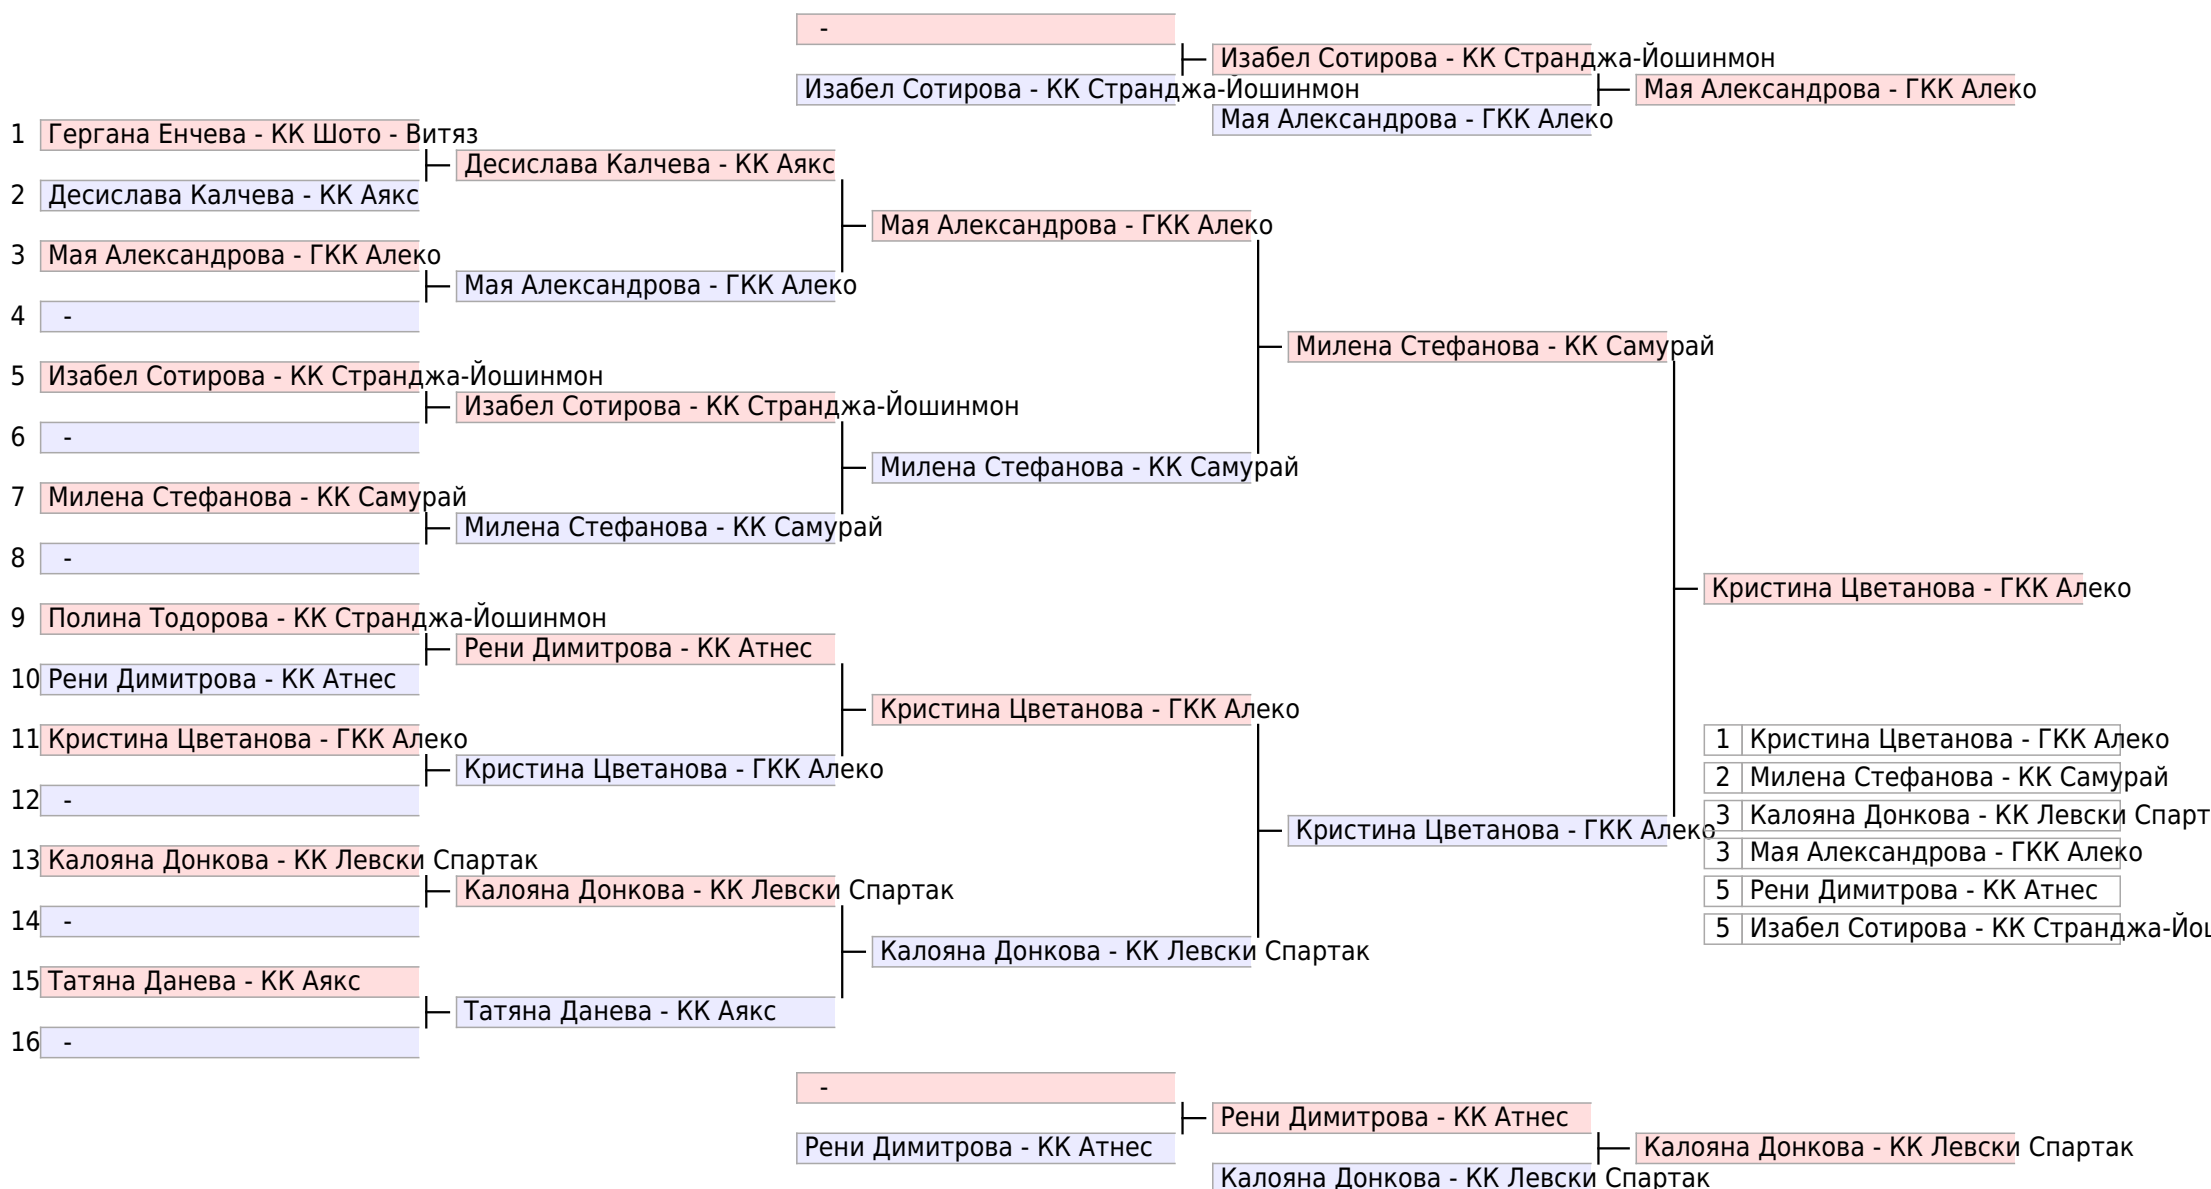 -
Изабел Сотирова - КК Странджа-Йошинмон
Изабел Сотирова - КК Странджа-Йошинмон
Мая Александрова - ГКК Алеко
Мая Александрова - ГКК Алеко
1 Гергана Енчева - КК Шото - Витяз
Десислава Калчева - КК Аякс
2 Десислава Калчева - КК Аякс
Мая Александрова - ГКК Алеко
3 Мая Александрова - ГКК Алеко
Мая Александрова - ГКК Алеко
4 -
Милена Стефанова - КК Самурай
5 Изабел Сотирова - КК Странджа-Йошинмон
Изабел Сотирова - КК Странджа-Йошинмон
6 -
Милена Стефанова - КК Самурай
7 Милена Стефанова - КК Самурай
Милена Стефанова - КК Самурай
8 -
Кристина Цветанова - ГКК Алеко
9 Полина Тодорова - КК Странджа-Йошинмон
Рени Димитрова - КК Атнес
10 Рени Димитрова - КК Атнес
Кристина Цветанова - ГКК Алеко
11 Кристина Цветанова - ГКК Алеко
Кристина Цветанова - ГКК Алеко
12 -
Кристина Цветанова - ГКК Алеко
13 Калояна Донкова - КК Левски Спартак
Калояна Донкова - КК Левски Спартак
14 -
Калояна Донкова - КК Левски Спартак
15 Татяна Данева - КК Аякс
Татяна Данева - КК Аякс
16 -
1 Кристина Цветанова - ГКК Алеко
2 Милена Стефанова - КК Самурай
3 Калояна Донкова - КК Левски Спарт
3 Мая Александрова - ГКК Алеко
5 Рени Димитрова - КК Атнес
5 Изабел Сотирова - КК Странджа-Йош
-
Рени Димитрова - КК Атнес
Рени Димитрова - КК Атнес
Калояна Донкова - КК Левски Спартак
Калояна Донкова - КК Левски Спартак